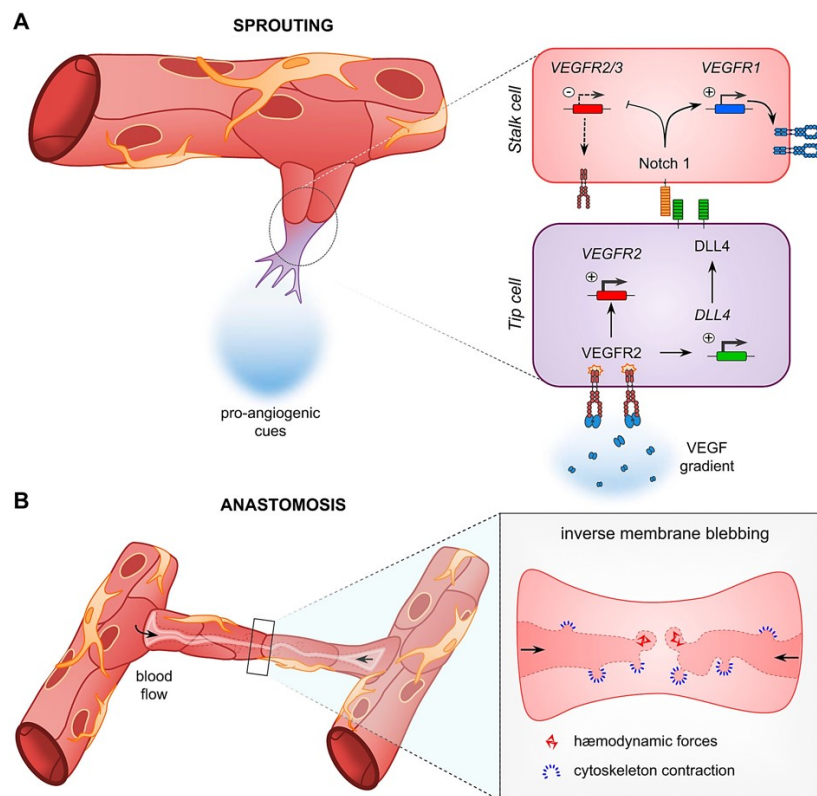 A
SPROUTING
pro-angiogenic
cues
Stalk cell
VEGFR2/3
VEGFR1
Notch 1
Tip cell
VEGFR2
DLL4
DLL4
VEGFR2
VEGF
gradient
B
ANASTOMOSIS
blood
flow
inverse membrane blebbing
hæmodynamic forces
cytoskeleton contraction